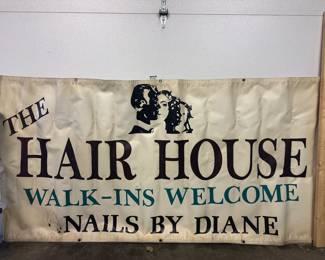 THE
HAIR HOUSE
WALK-INS WELCOME
NAILS BY DIANE